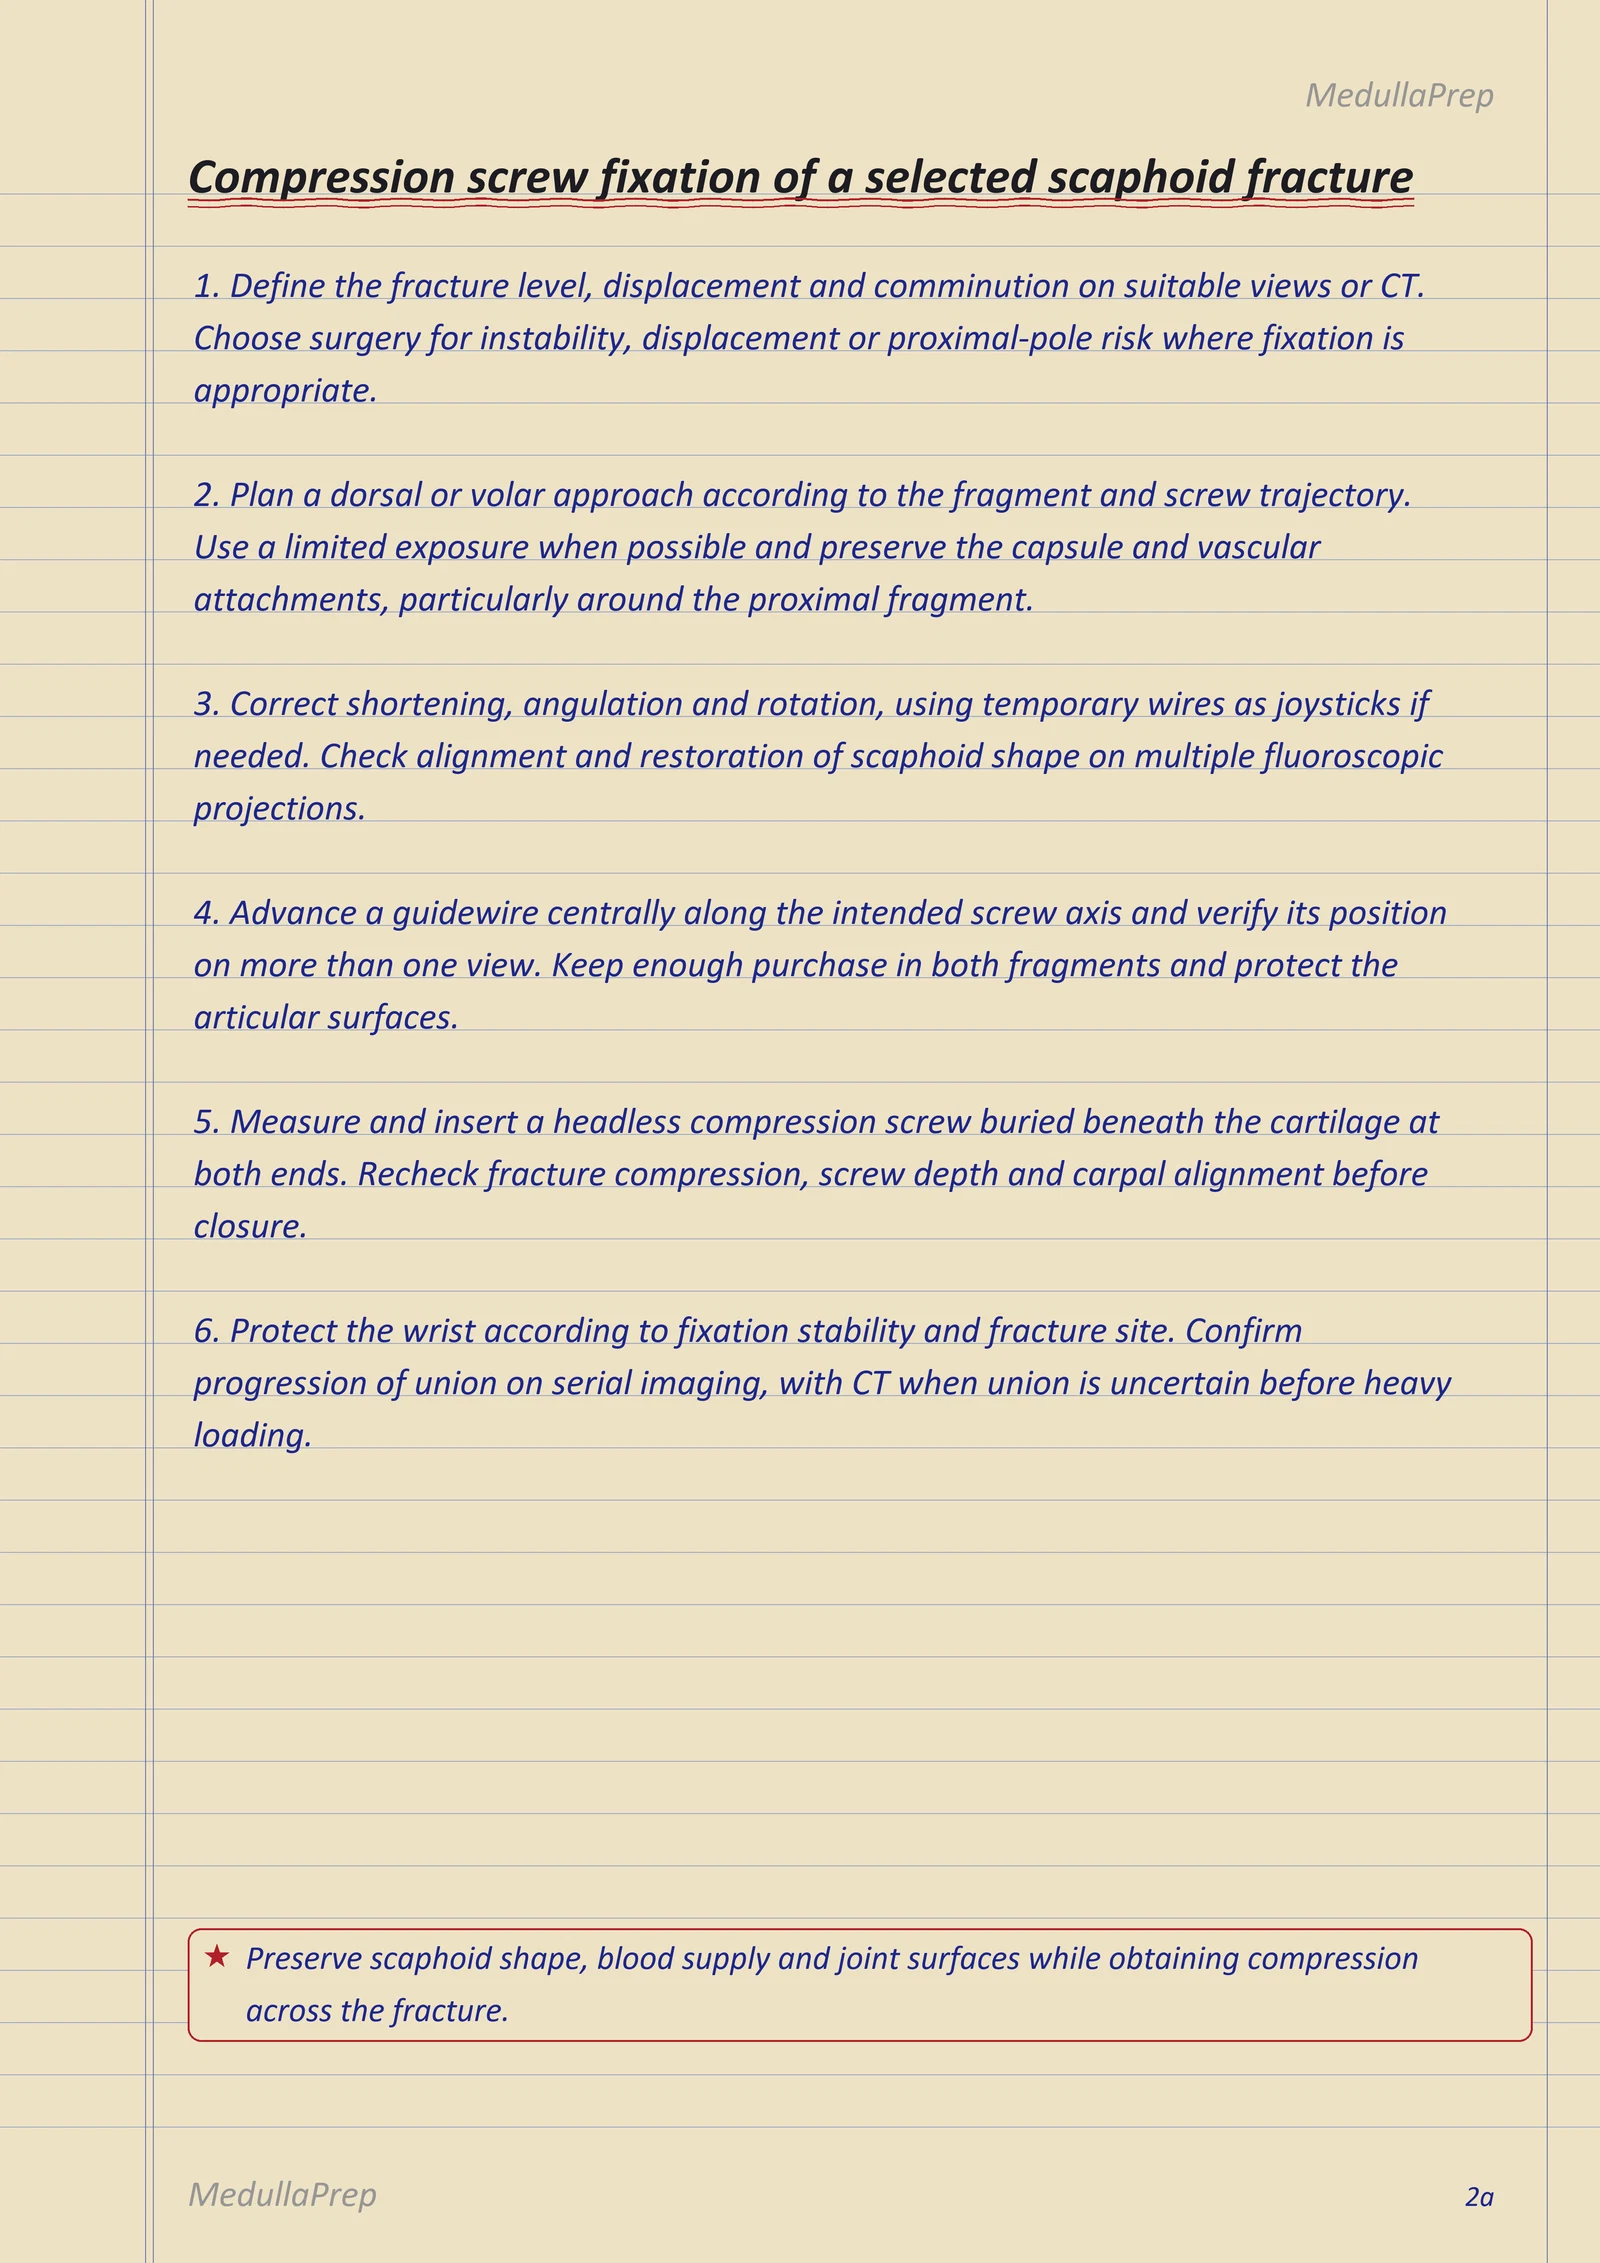 MedullaPrep
Compression screw fixation of a selected scaphoid fracture
1. Define the fracture level, displacement and comminution on suitable views or CT.
Choose surgery for instability, displacement or proximal-pole risk where fixation is
appropriate.
2. Plan a dorsal or volar approach according to the fragment and screw trajectory.
Use a limited exposure when possible and preserve the capsule and vascular
attachments, particularly around the proximal fragment.
3. Correct shortening, angulation and rotation, using temporary wires as joysticks if
needed. Check alignment and restoration of scaphoid shape on multiple fluoroscopic
projections.
4. Advance a guidewire centrally along the intended screw axis and verify its position
on more than one view. Keep enough purchase in both fragments and protect the
articular surfaces.
5. Measure and insert a headless compression screw buried beneath the cartilage at
both ends. Recheck fracture compression, screw depth and carpal alignment before
closure.
6. Protect the wrist according to fixation stability and fracture site. Confirm
progression of union on serial imaging, with CT when union is uncertain before heavy
loading.
★ Preserve scaphoid shape, blood supply and joint surfaces while obtaining compression
across the fracture.
MedullaPrep
2a